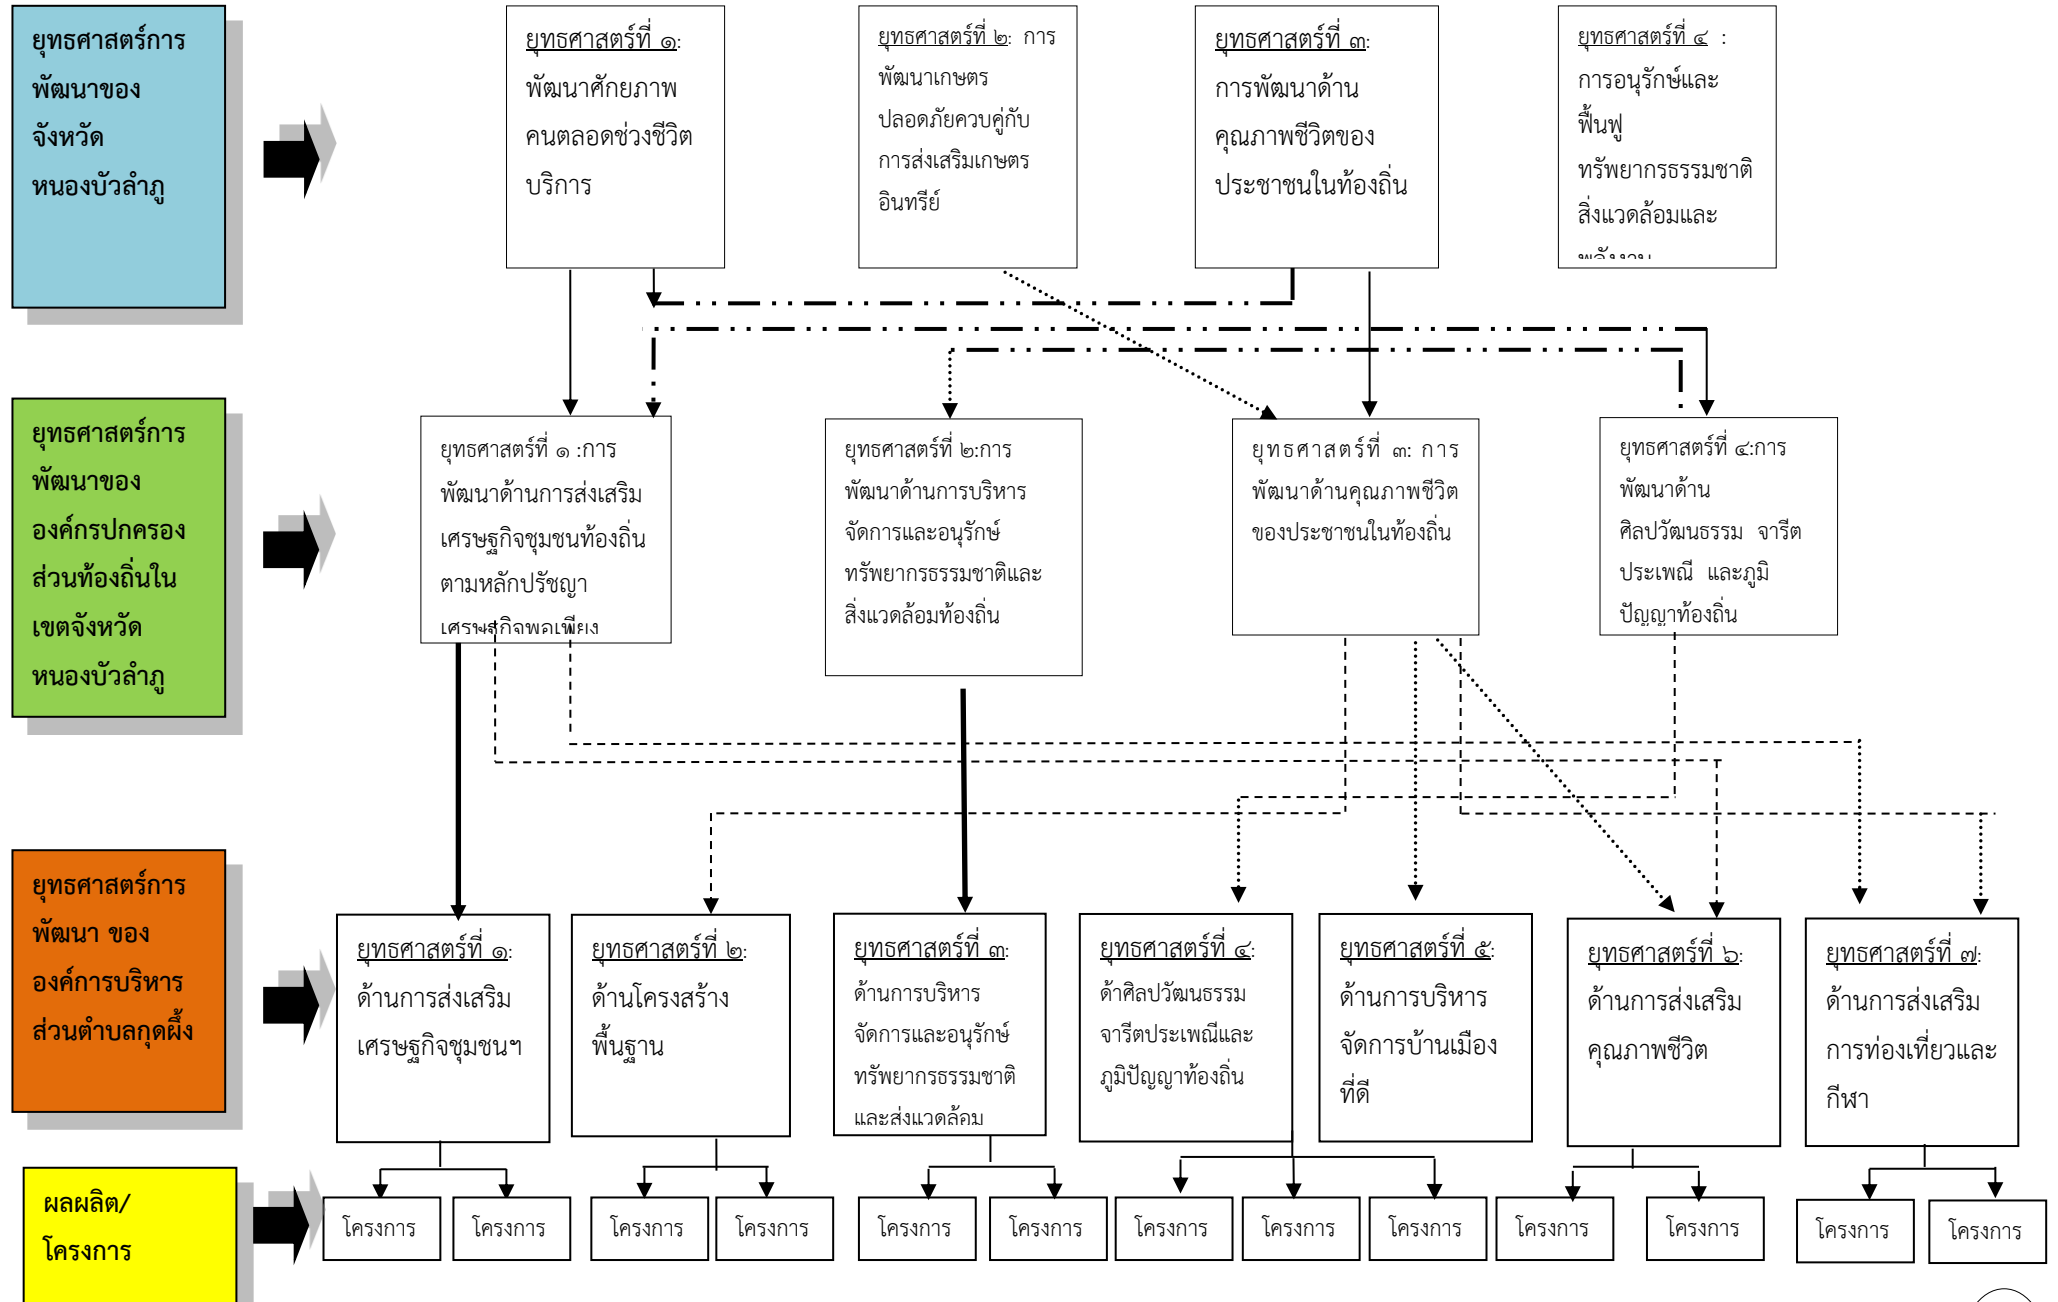 ยุทธศาสตร์การ
พัฒนาของ
จังหวัด
หนองบัวลำภู
ยุทธศาสตร์ที่ ๑:
พัฒนาศักยภาพ
คนตลอดช่วงชีวิต
บริการ
ยุทธศาสตร์ที่ ๒: การ
พัฒนาเกษตร
ปลอดภัยควบคู่กับ
การส่งเสริมเกษตร
อินทรีย์
ยุทธศาสตร์ที่ ๓:
การพัฒนาด้าน
คุณภาพชีวิตของ
ประชาชนในท้องถิ่น
ยุทธศาสตร์ที่ ๔ :
การอนุรักษ์และ
ฟื้นฟู
ทรัพยากรธรรมชาติ
สิ่งแวดล้อมและ
พลังงาน
ยุทธศาสตร์การ
พัฒนาของ
องค์กรปกครอง
ส่วนท้องถิ่นใน
เขตจังหวัด
หนองบัวลำภู
ยุทธศาสตร์ที่ ๑ :การ
พัฒนาด้านการส่งเสริม
เศรษฐกิจชุมชนท้องถิ่น
ตามหลักปรัชญา
เศรษฐกิจพอเพียง
ยุทธศาสตร์ที่ ๒:การ
พัฒนาด้านการบริหาร
จัดการและอนุรักษ์
ทรัพยากรธรรมชาติและ
สิ่งแวดล้อมท้องถิ่น
ยุทธศาสตร์ที่ ๓: การ
พัฒนาด้านคุณภาพชีวิต
ของประชาชนในท้องถิ่น
ยุทธศาสตร์ที่ ๔:การ
พัฒนาด้าน
ศิลปวัฒนธรรม จารีต
ประเพณี และภูมิ
ปัญญาท้องถิ่น
ยุทธศาสตร์การ
พัฒนา ของ
องค์การบริหาร
ส่วนตำบลกุดผึ้ง
ยุทธศาสตร์ที่ ๑:
ด้านการส่งเสริม
เศรษฐกิจชุมชนฯ
ยุทธศาสตร์ที่ ๒:
ด้านโครงสร้าง
พื้นฐาน
ยุทธศาสตร์ที่ ๓:
ด้านการบริหาร
จัดการและอนุรักษ์
ทรัพยากรธรรมชาติ
และส่งแวดล้อม
ยุทธศาสตร์ที่ ๔:
ด้าศิลปวัฒนธรรม
จารีตประเพณีและ
ภูมิปัญญาท้องถิ่น
ยุทธศาสตร์ที่ ๕:
ด้านการบริหาร
จัดการบ้านเมือง
ที่ดี
ยุทธศาสตร์ที่ ๖:
ด้านการส่งเสริม
คุณภาพชีวิต
ยุทธศาสตร์ที่ ๗:
ด้านการส่งเสริม
การท่องเที่ยวและ
กีฬา
ผลผลิต/
โครงการ
โครงการ
โครงการ
โครงการ
โครงการ
โครงการ
โครงการ
โครงการ
โครงการ
โครงการ
โครงการ
โครงการ
โครงการ
โครงการ